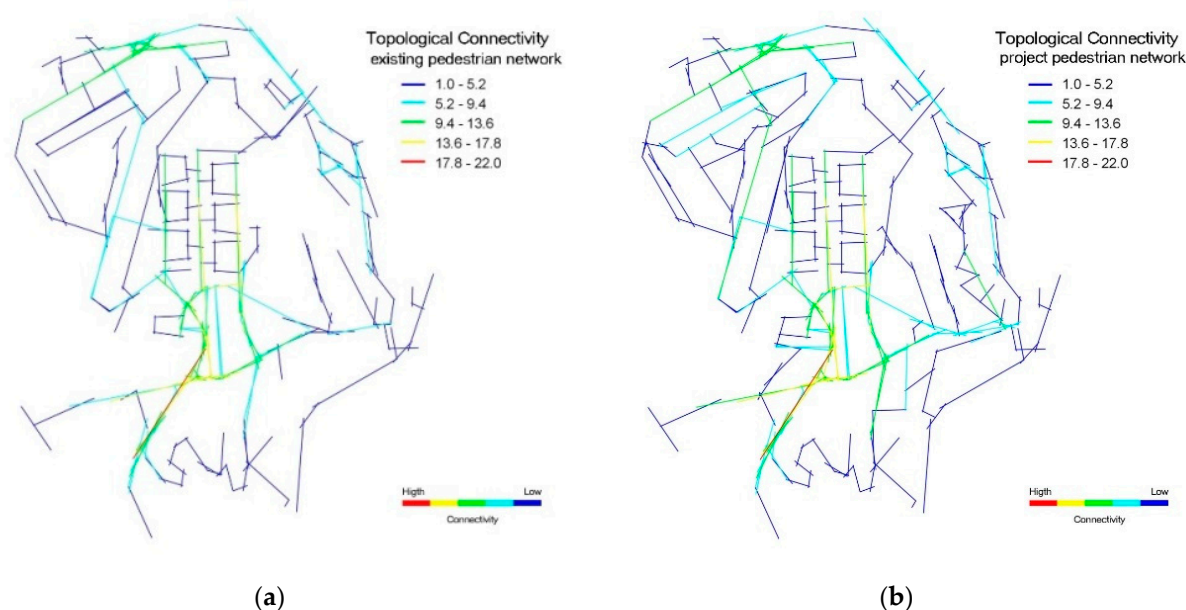 Topological Connectivity
existing pedestrian network
1.0 - 5.2
5.2 - 9.4
9.4 - 13.6
13.6 - 17.8
17.8 - 22.0
Higth Low
Connectivity
(a)
Topological Connectivity
project pedestrian network
1.0 - 5.2
5.2 - 9.4
9.4 - 13.6
13.6 - 17.8
17.8 - 22.0
Higth Low
Connectivity
(b)